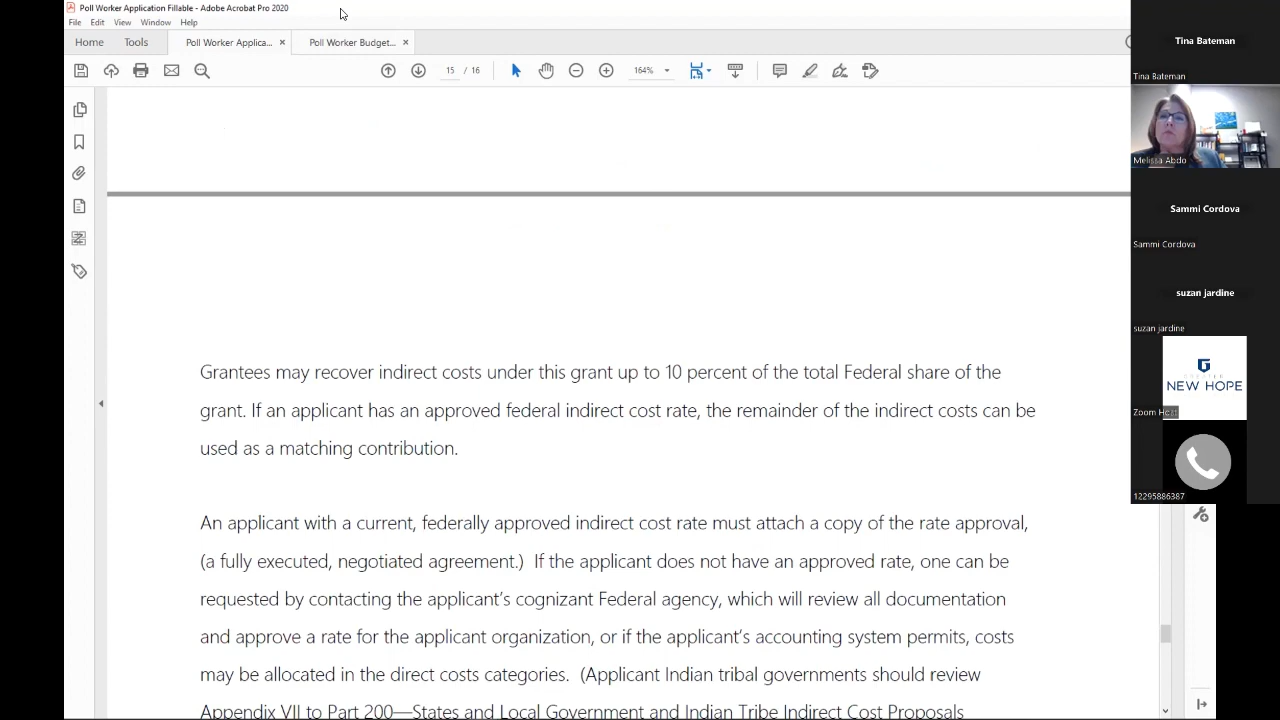 Poll Worker Application Fillable - Adobe Acrobat Pro 2020
File Edit View Window Help
Home Tools Poll Worker Applica... × Poll Worker Budget... ×
15 / 16 164%
Grantees may recover indirect costs under this grant up to 10 percent of the total Federal share of the
grant. If an applicant has an approved federal indirect cost rate, the remainder of the indirect costs can be
used as a matching contribution.
An applicant with a current, federally approved indirect cost rate must attach a copy of the rate approval,
(a fully executed, negotiated agreement.) If the applicant does not have an approved rate, one can be
requested by contacting the applicant's cognizant Federal agency, which will review all documentation
and approve a rate for the applicant organization, or if the applicant's accounting system permits, costs
may be allocated in the direct costs categories. (Applicant Indian tribal governments should review
Appendix VII to Part 200—States and Local Government and Indian Tribe Indirect Cost Proposals
Tina Bateman
Tina Bateman
Melissa Abdo
Sammi Cordova
Sammi Cordova
suzan jardine
suzan jardine
NEW HOPE
Zoom
12295886387